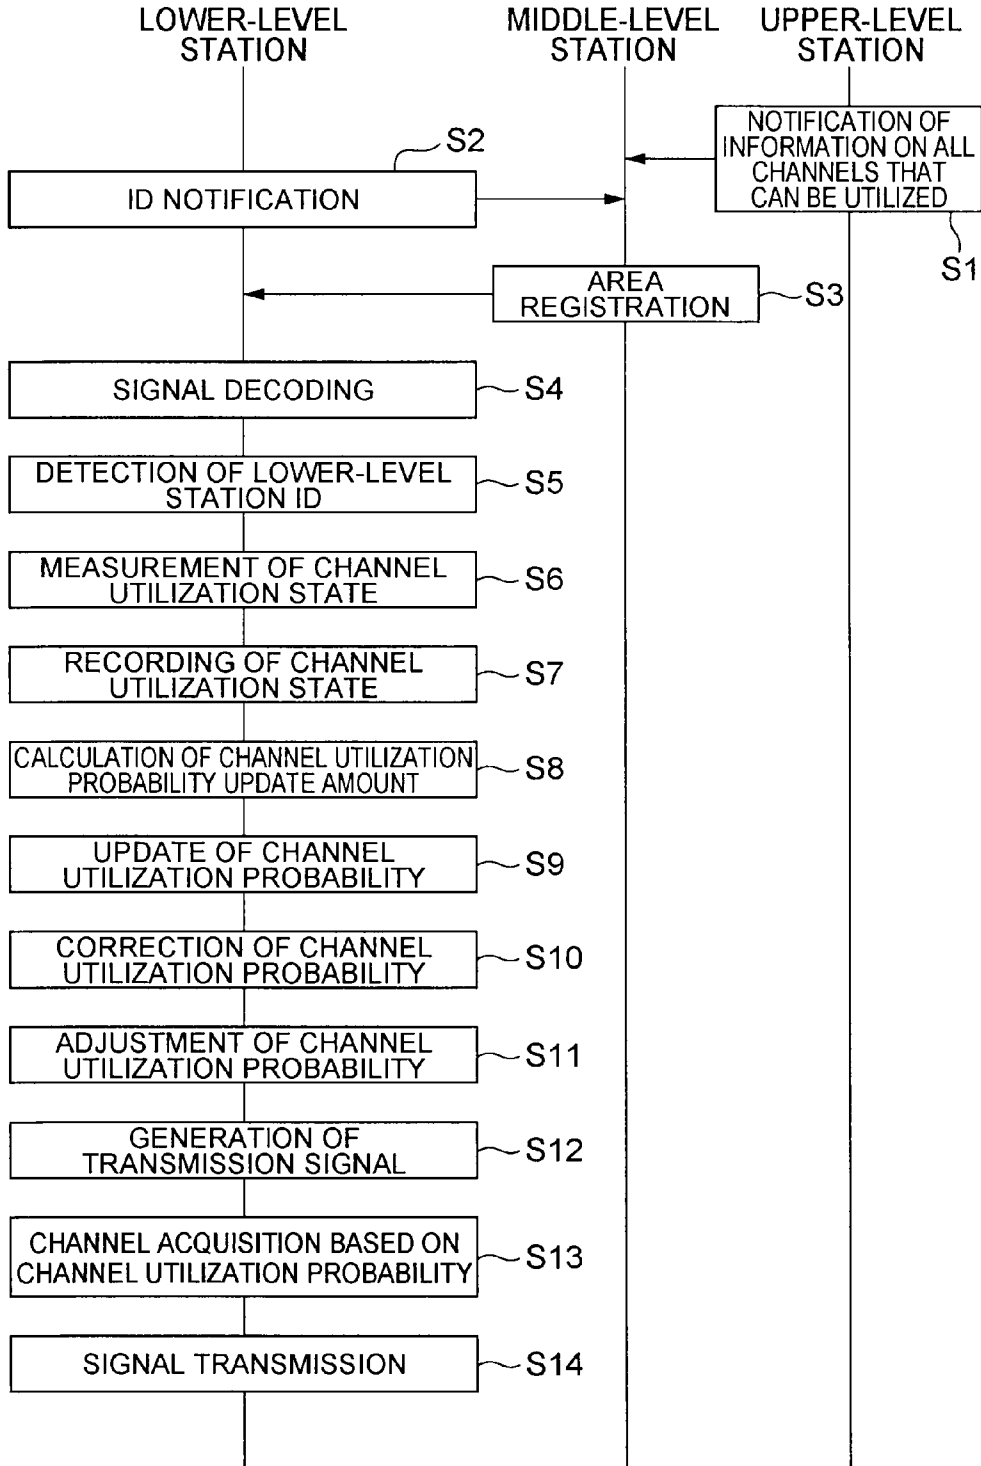 LOWER-LEVEL
STATION
MIDDLE-LEVEL
STATION
UPPER-LEVEL
STATION
NOTIFICATION OF
INFORMATION ON ALL
CHANNELS THAT
CAN BE UTILIZED
S1
S2
ID NOTIFICATION
AREA
REGISTRATION
S3
SIGNAL DECODING
S4
DETECTION OF LOWER-LEVEL
STATION ID
S5
MEASUREMENT OF CHANNEL
UTILIZATION STATE
S6
RECORDING OF CHANNEL
UTILIZATION STATE
S7
CALCULATION OF CHANNEL UTILIZATION
PROBABILITY UPDATE AMOUNT
S8
UPDATE OF CHANNEL
UTILIZATION PROBABILITY
S9
CORRECTION OF CHANNEL
UTILIZATION PROBABILITY
S10
ADJUSTMENT OF CHANNEL
UTILIZATION PROBABILITY
S11
GENERATION OF
TRANSMISSION SIGNAL
S12
CHANNEL ACQUISITION BASED ON
CHANNEL UTILIZATION PROBABILITY
S13
SIGNAL TRANSMISSION
S14